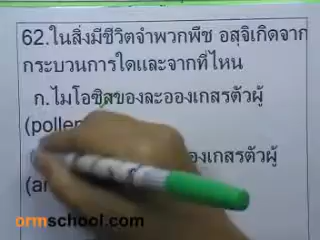 62.ในสิ่งมีชีวิตจำพวกพืช อสุจิเกิดจาก
กระบวนการใดและจากที่ไหน
ก.ไมโอซิสของละอองเกสรตัวผู้
(pollen
องเกสรตัวผู้
(an
ormschool.com